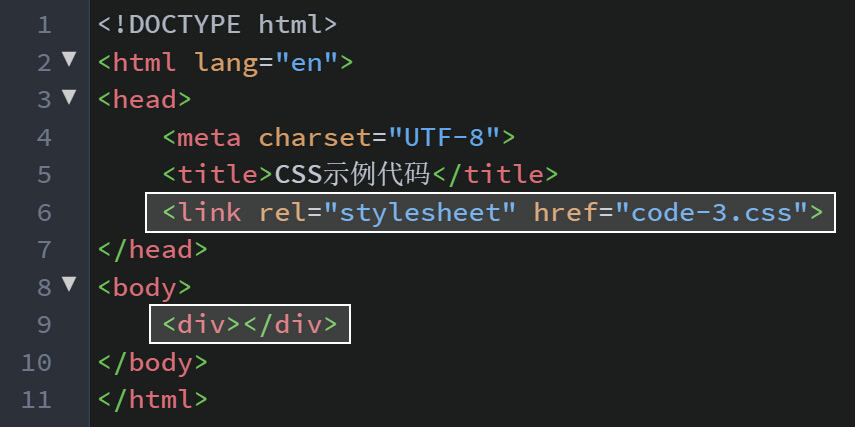 1 <!DOCTYPE html>
2 <html lang="en">
3 <head>
4 <meta charset="UTF-8">
5 <title>CSS示例代码</title>
6 <link rel="stylesheet" href="code-3.css">
7 </head>
8 <body>
9 <div></div>
10 </body>
11 </html>